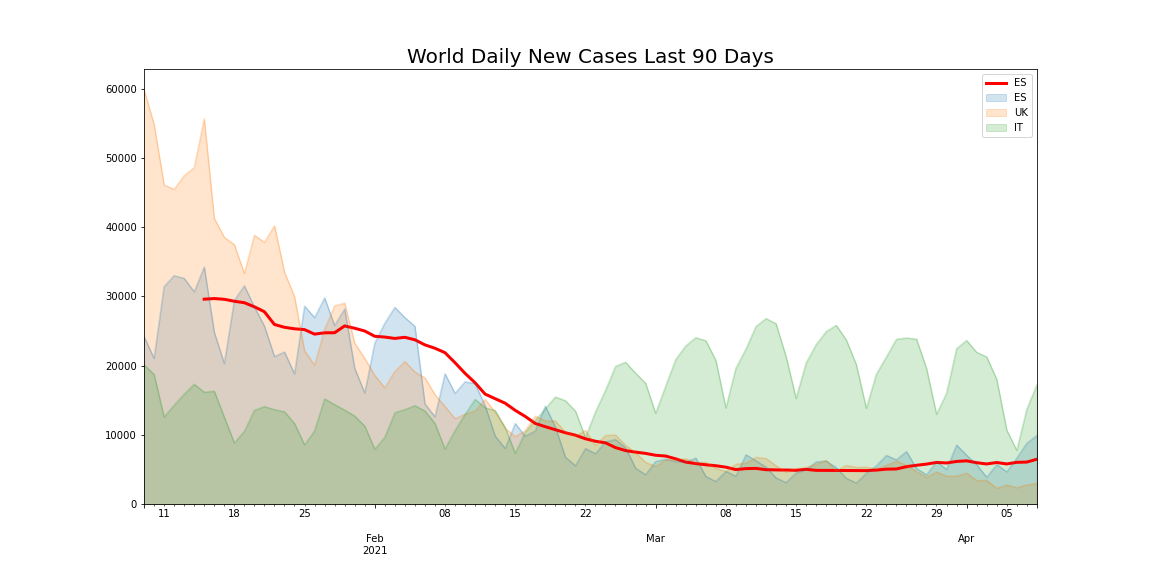 World Daily New Cases Last 90 Days
60000
50000
40000
30000
20000
10000
0
ES
ES
UK
IT
11 18 25 08 15 22 08 15 22 29 05
Feb Mar Apr
2021